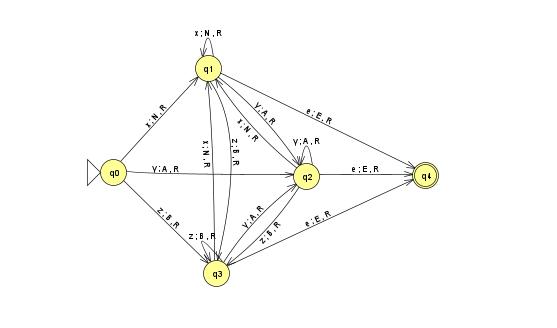 x;N,R
q1
x;N,R
y;A,R
e;E,R
x;N,R
x;N,R
z;B,R
y;A,R
q0
y;A,R
q2
e;E,R
q4
z;B,R
z;B,R
y;A,R
z;B,R
e;E,R
q3